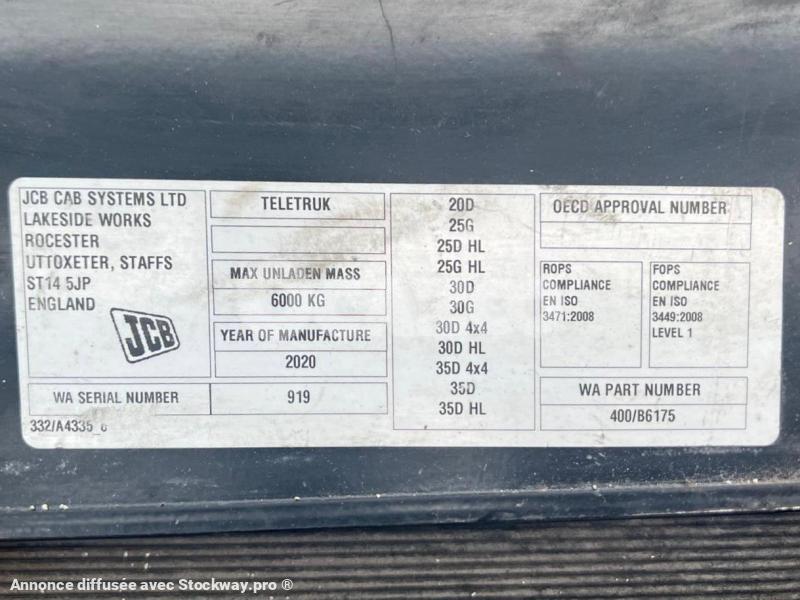 JCB CAB SYSTEMS LTD
LAKESIDE WORKS
ROCESTER
UTTOXETER, STAFFS
ST14 5JP
ENGLAND
JCB
WA SERIAL NUMBER
919
332/A4335_6
TELETRUK
MAX UNLADEN MASS
6000 KG
YEAR OF MANUFACTURE
2020
20D
25G
25D HL
25G HL
30D
30G
30D 4x4
30D HL
35D 4x4
35D
35D HL
OECD APPROVAL NUMBER
ROPS
COMPLIANCE
EN ISO
3471:2008
FOPS
COMPLIANCE
EN ISO
3449:2008
LEVEL 1
WA PART NUMBER
400/B6175
Annonce diffusée avec Stockway.pro ®